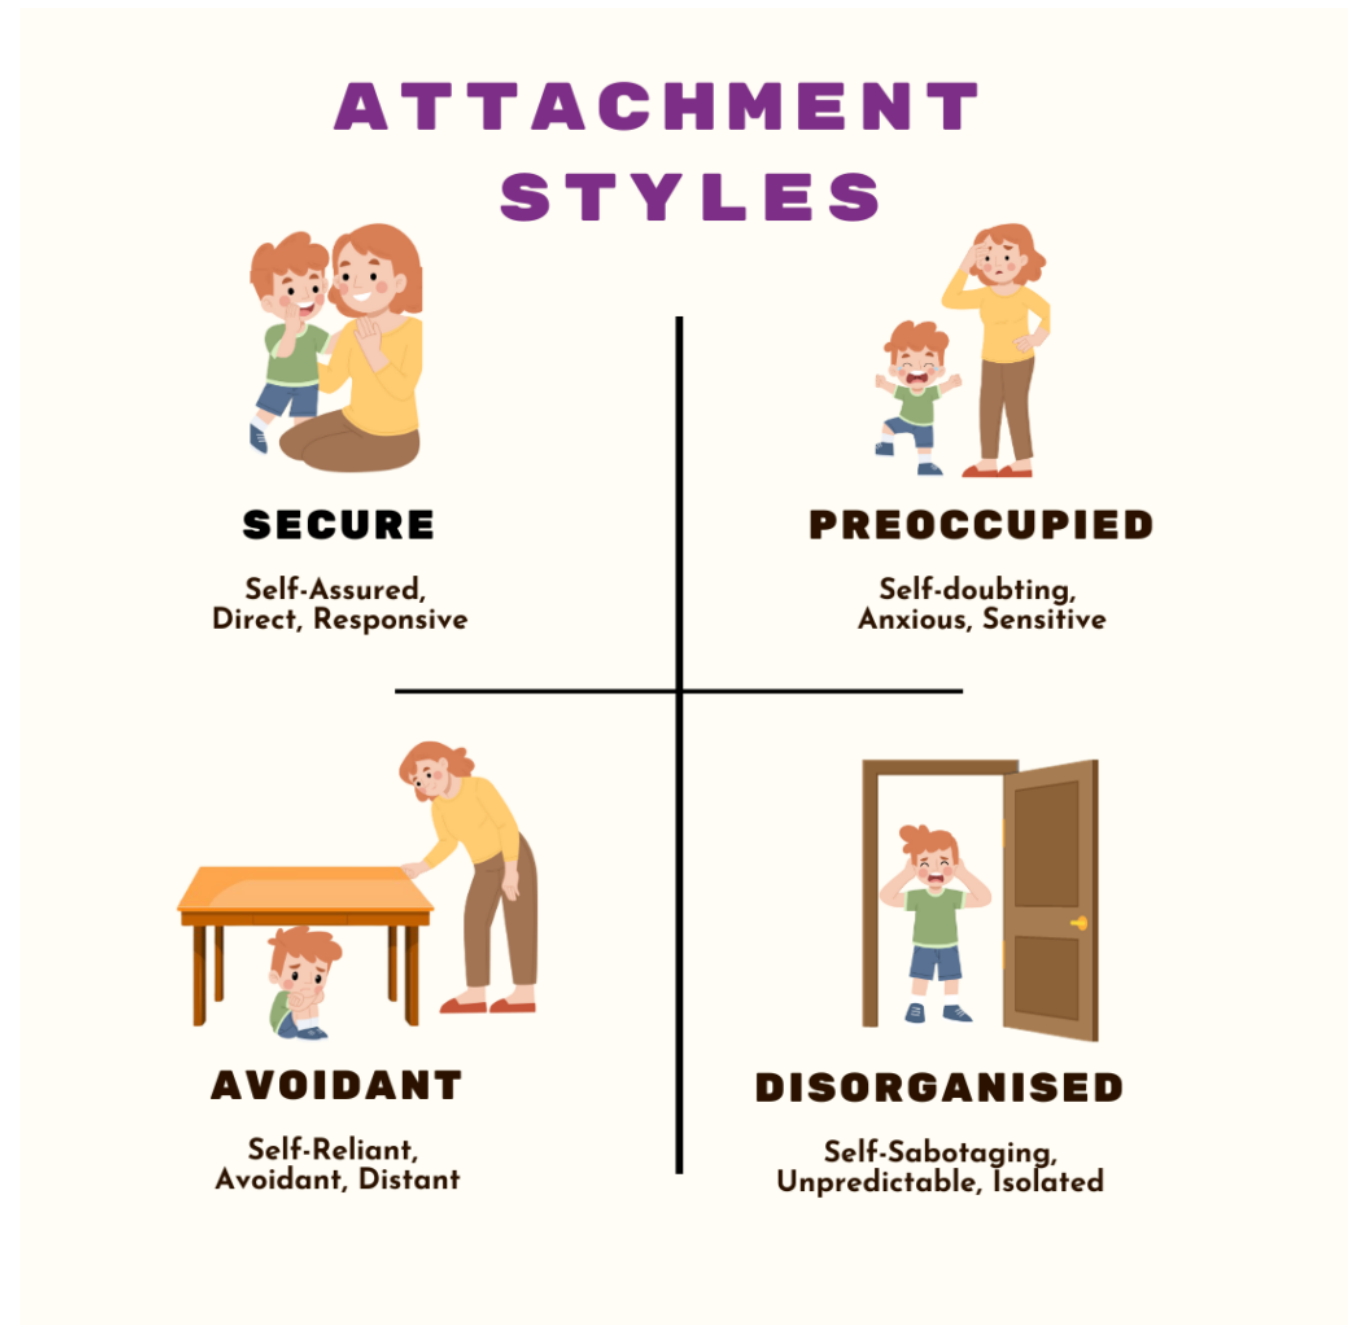 ATTACHMENT
STYLES
SECURE
Self-Assured,
Direct, Responsive
PREOCCUPIED
Self-doubting,
Anxious, Sensitive
AVOIDANT
Self-Reliant,
Avoidant, Distant
DISORGANISED
Self-Sabotaging,
Unpredictable, Isolated